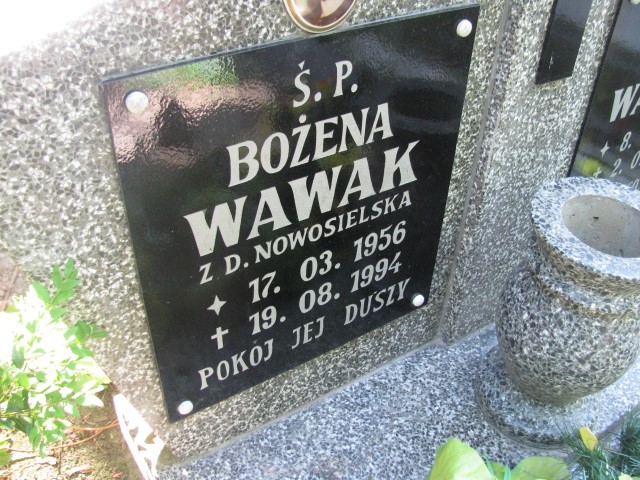 Ś. P.
BOŻENA
WAWAK
Z D. NOWOSIELSKA
17. 03. 1956
19. 08. 1994
POKÓJ JEJ DUSZY